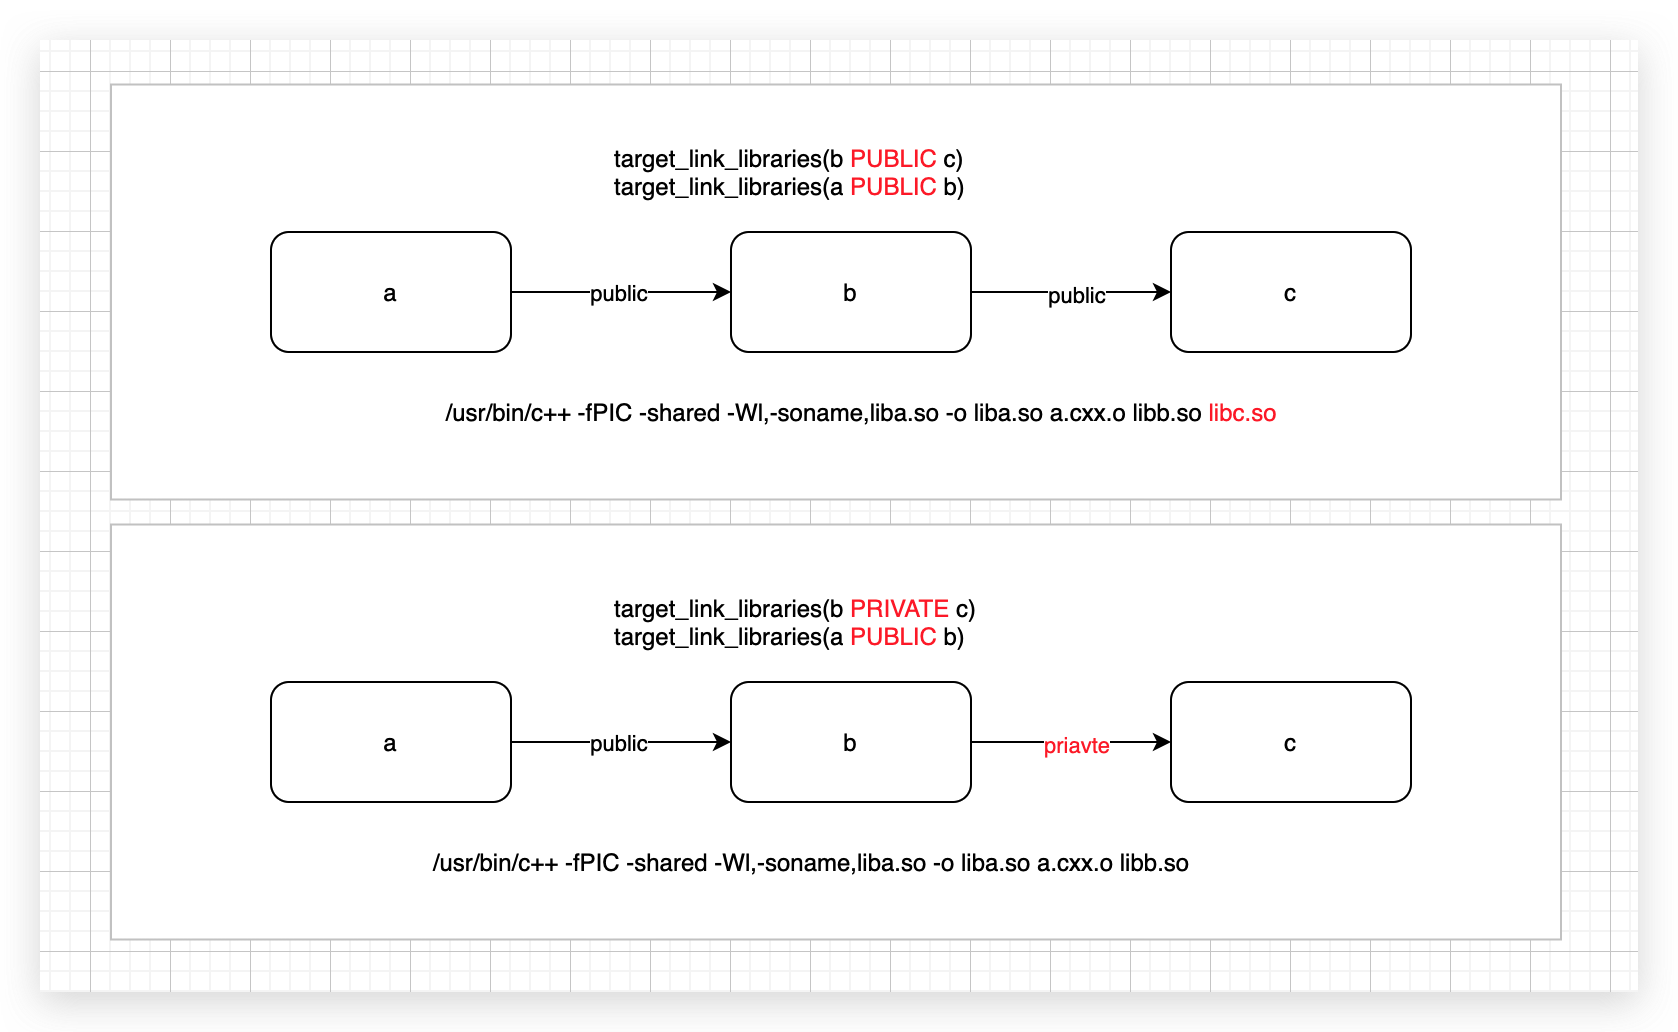 target_link_libraries(b PUBLIC c)
target_link_libraries(a PUBLIC b)
a
public
b
public
c
/usr/bin/c++ -fPIC -shared -Wl,-soname,liba.so -o liba.so a.cxx.o libb.so libc.so
target_link_libraries(b PRIVATE c)
target_link_libraries(a PUBLIC b)
a
public
b
priavte
c
/usr/bin/c++ -fPIC -shared -Wl,-soname,liba.so -o liba.so a.cxx.o libb.so